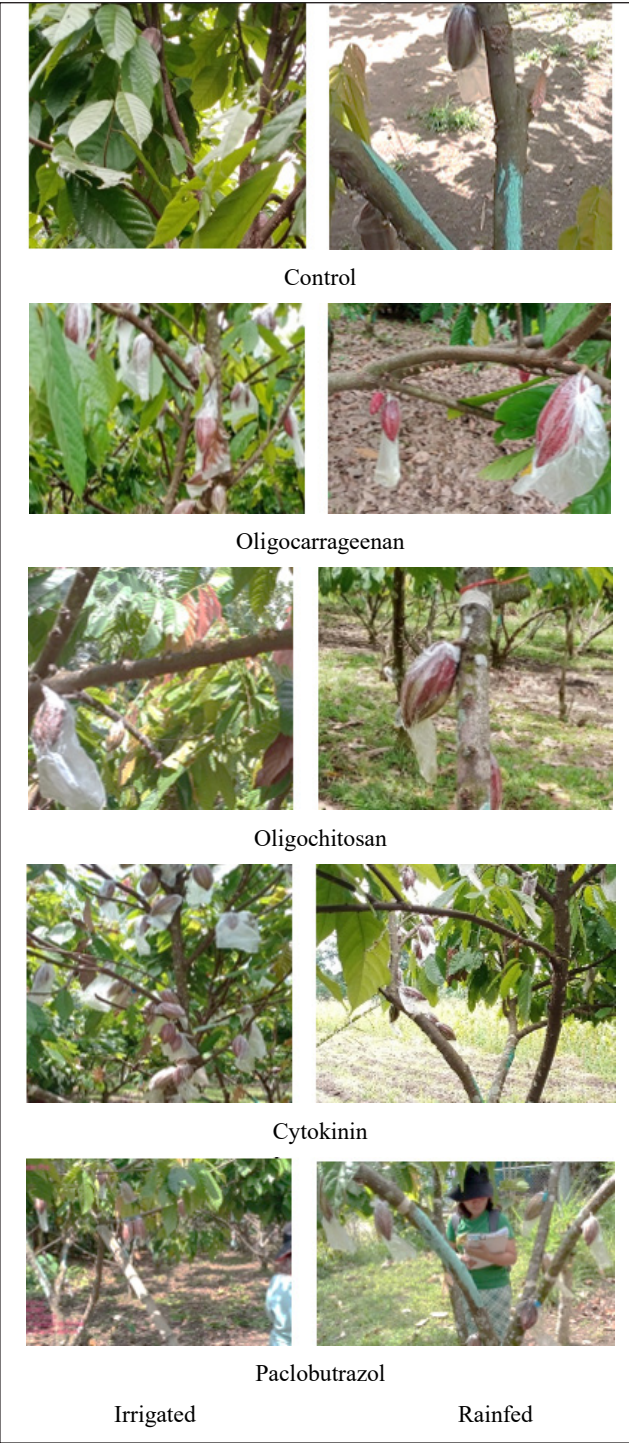 Control
Oligocarrageenan
Oligochitosan
Cytokinin
Paclobutrazol
Irrigated Rainfed